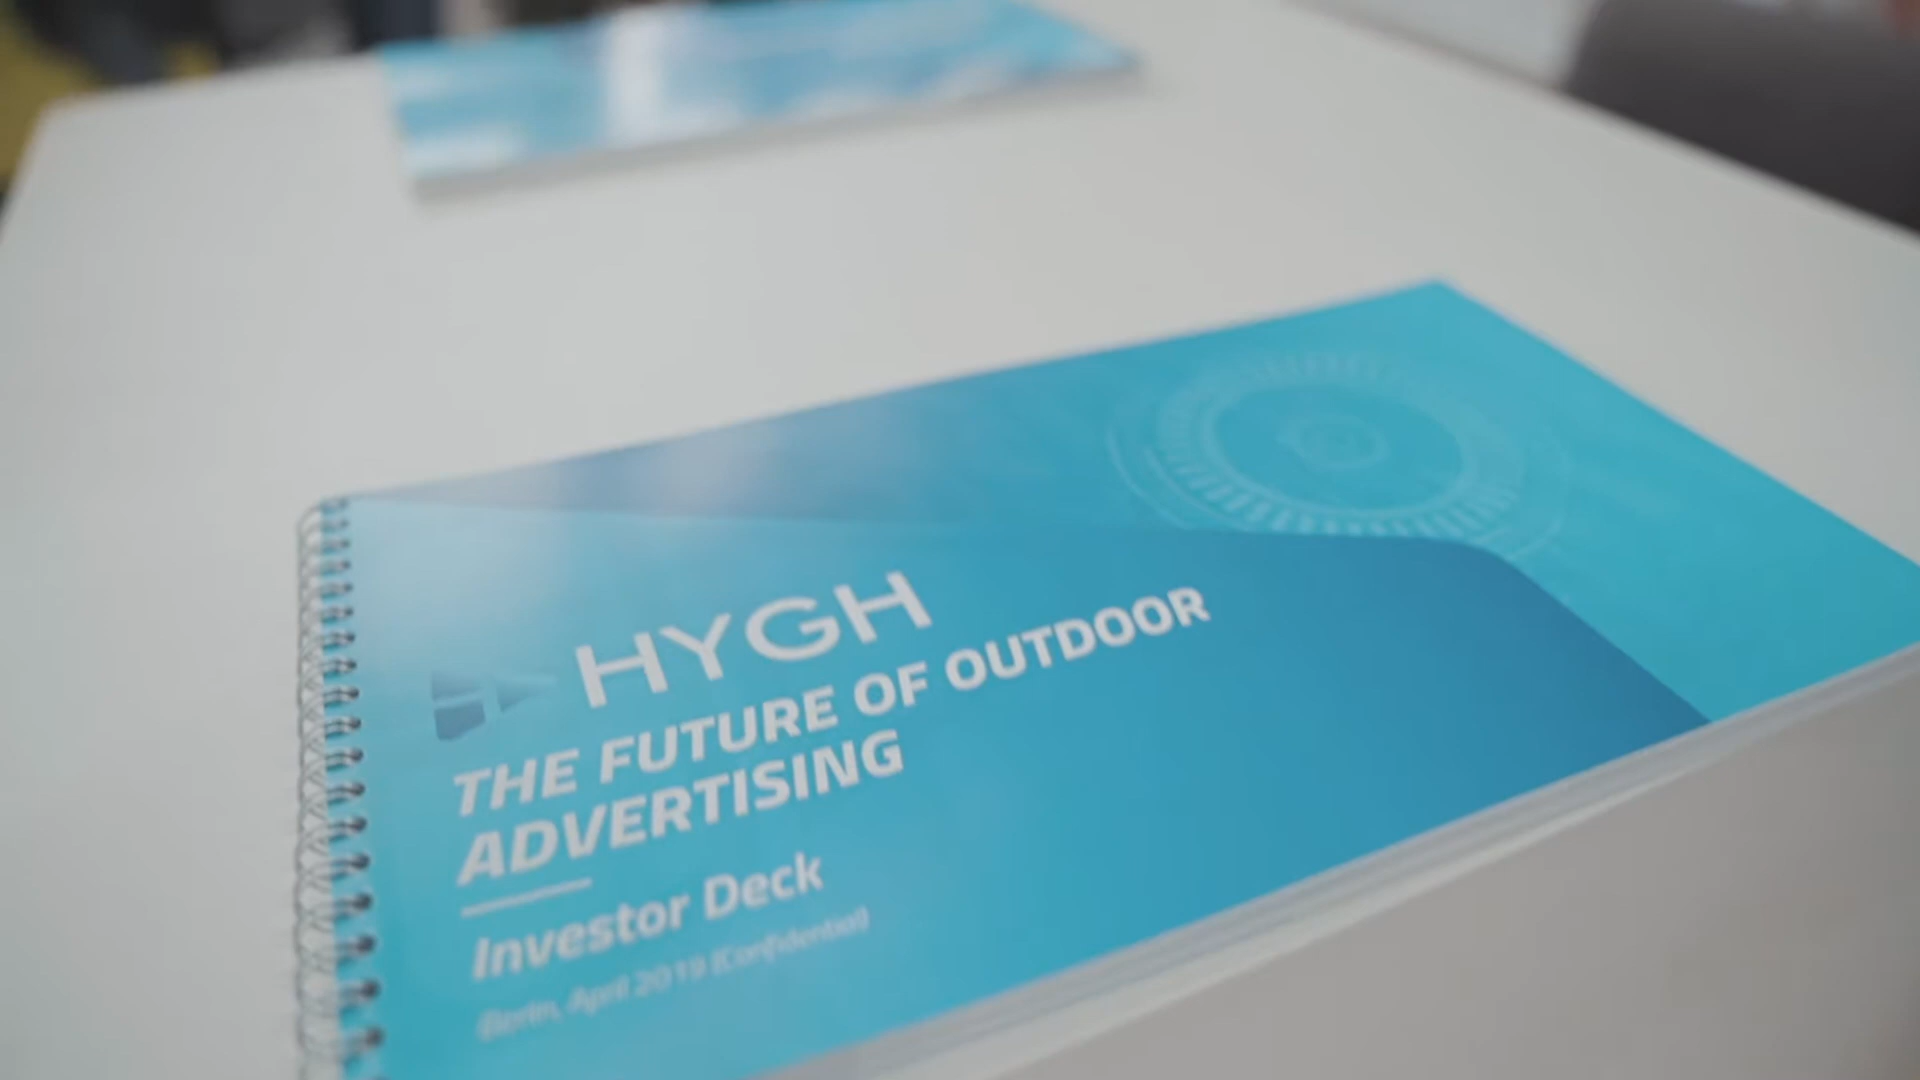 HYGH
THE FUTURE OF OUTDOOR
ADVERTISING
Investor Deck
Berlin, April 2019 (Confidential)